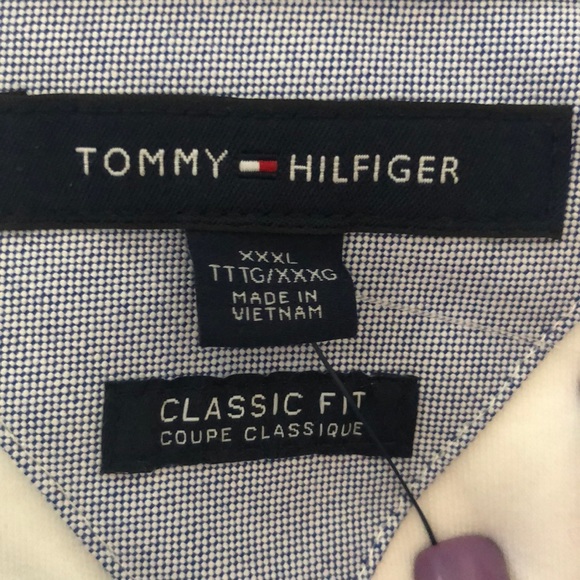 TOMMY HILFIGER
XXXL
TTTG/XXXG
MADE IN
VIETNAM
CLASSIC FIT
COUPE CLASSIQUE